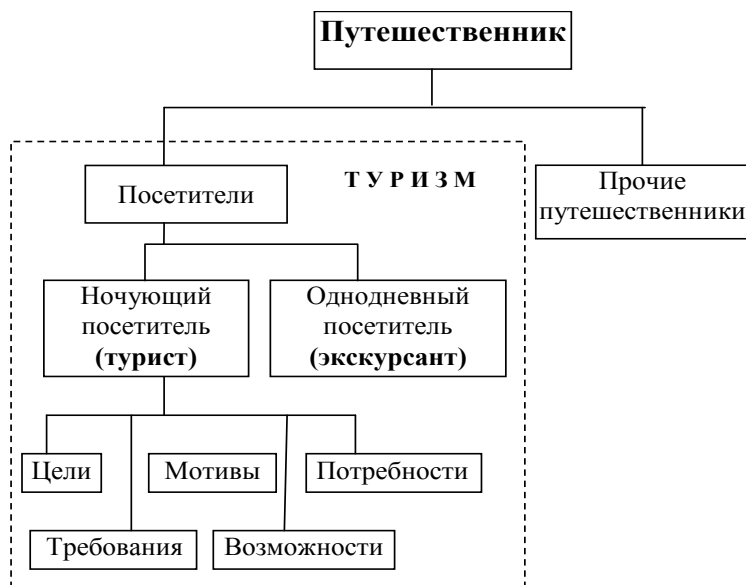 Путешественник
Т У Р И З М
Посетители
Прочие
путешественники
Ночующий
посетитель
(турист)
Однодневный
посетитель
(экскурсант)
Цели
Мотивы
Потребности
Требования
Возможности